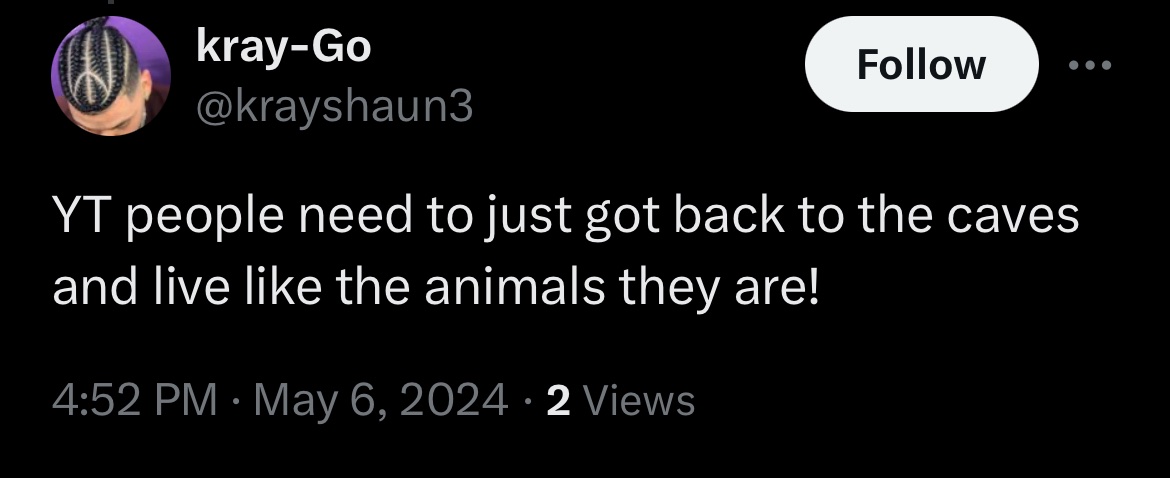 kray-Go
@krayshaun3
Follow
YT people need to just got back to the caves
and live like the animals they are!
4:52 PM · May 6, 2024 · 2 Views